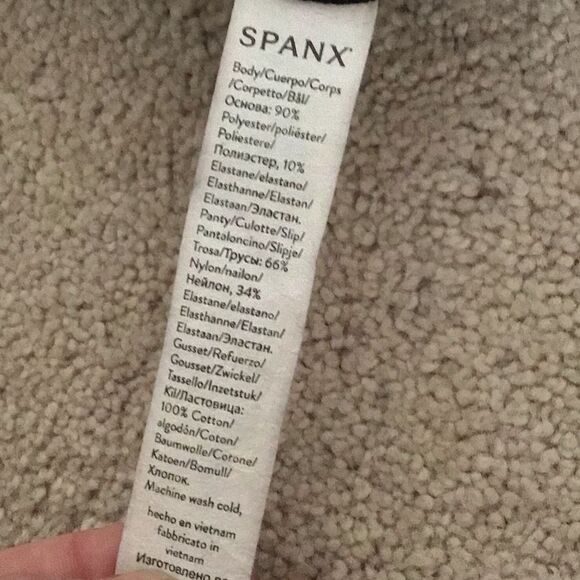 SPANX
Body/Cuerpo/Corps
/Corpetto/Bål/
Основа: 90%
Polyester/poliéster/
Poliestere/
Полиэстер, 10%
Elastane/elastano/
Elasthanne/Elastan/
Elastaan/Эластан.
Panty/Culotte/Slip/
Pantaloncino/Slipje/
Trosa/Трусы: 66%
Nylon/nailon/
Нейлон, 34%
Elastane/elastano/
Elasthanne/Elastan/
Elastaan/Эластан.
Gusset/Refuerzo/
Gousset/Zwickel/
Tassello/Inzetstuk/
Kil/Ластовица:
100% Cotton/
algodón/Coton/
Baumwolle/Cotone/
Katoen/Bomull/
Хлопок.
Machine wash cold,
hecho en vietnam
fabbricato in
vietnam
Изготовлено